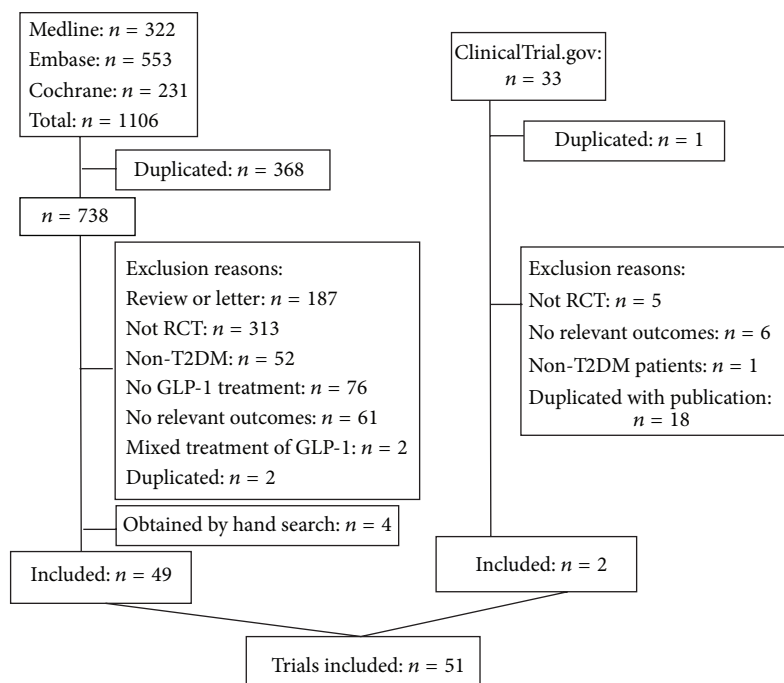 Medline: n = 322
Embase: n = 553
Cochrane: n = 231
Total: n = 1106
Duplicated: n = 368
n = 738
Exclusion reasons:
Review or letter: n = 187
Not RCT: n = 313
Non-T2DM: n = 52
No GLP-1 treatment: n = 76
No relevant outcomes: n = 61
Mixed treatment of GLP-1: n = 2
Duplicated: n = 2
Obtained by hand search: n = 4
Included: n = 49
ClinicalTrial.gov:
n = 33
Duplicated: n = 1
Exclusion reasons:
Not RCT: n = 5
No relevant outcomes: n = 6
Non-T2DM patients: n = 1
Duplicated with publication:
n = 18
Included: n = 2
Trials included: n = 51